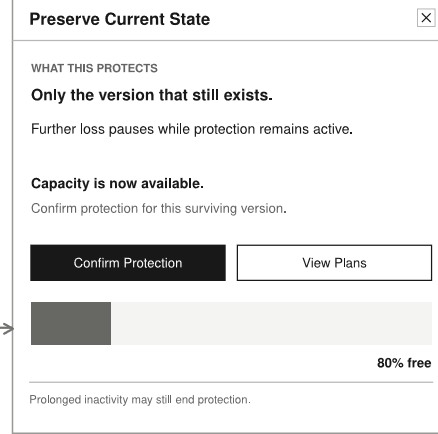 Preserve Current State
WHAT THIS PROTECTS
Only the version that still exists.
Further loss pauses while protection remains active.
Capacity is now available.
Confirm protection for this surviving version.
Confirm Protection
View Plans
80% free
Prolonged inactivity may still end protection.